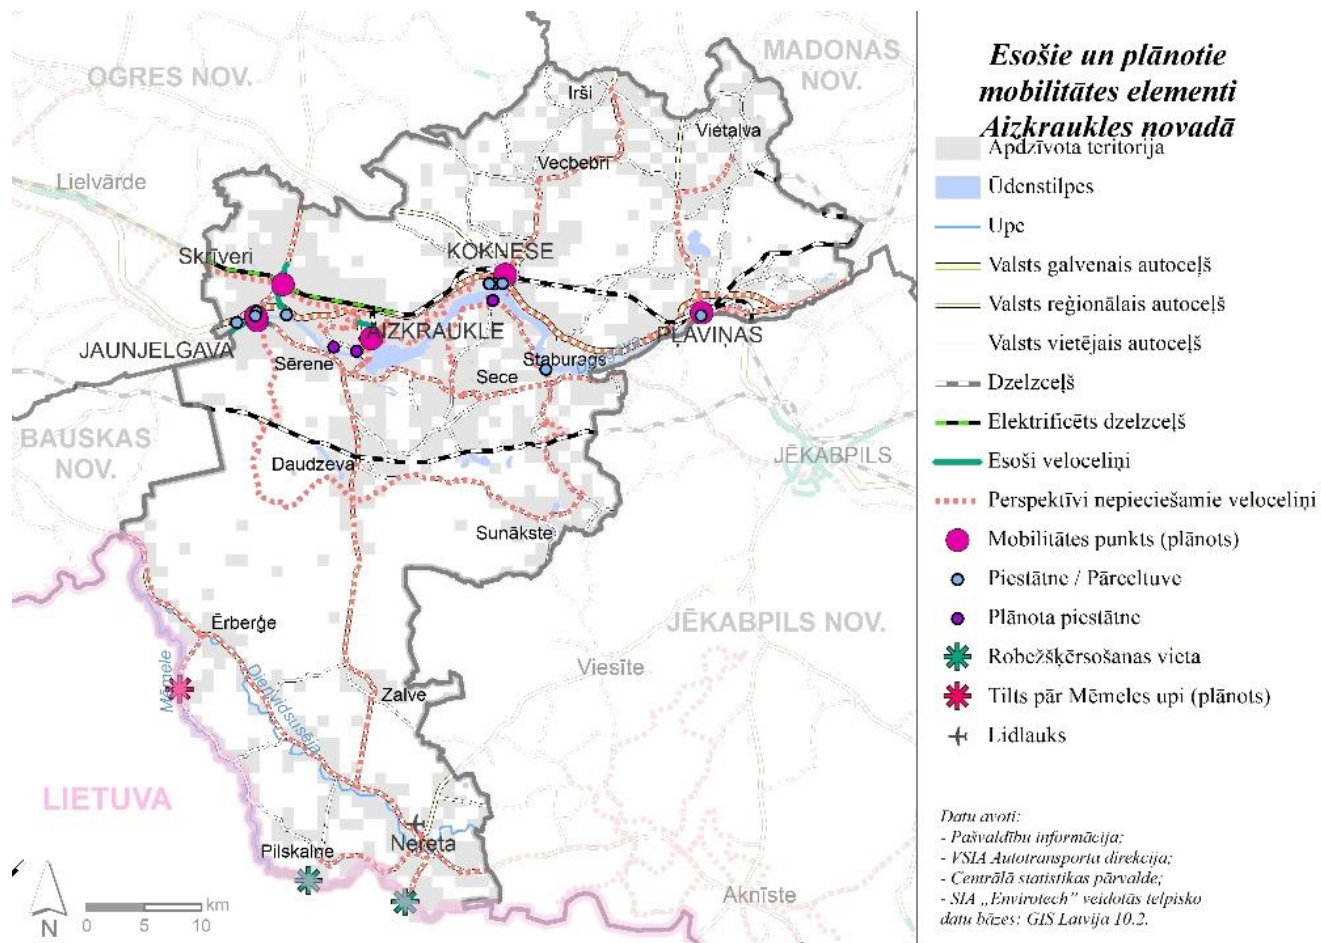 OGRES NOV.
MADONAS
NOV.
Irši
Vietalva
Vecbebri
Lielvārde
Skrīveri
KOKNESE
AIZKRAUKLE
PĻAVIŅAS
JAUNJELGAVA
Sērene
Staburags
Sece
BAUSKAS
NOV.
Daudzeva
JĒKABPILS
Sunākste
Ērberģe
JĒKABPILS NOV.
Viesīte
Mēmele
Dienvidsusēja
Zalve
LIETUVA
Pilskalne
Nereta
Aknīste
N
0 5 10 km
Esošie un plānotie
mobilitātes elementi
Aizkraukles novadā
Apdzīvota teritorija
Ūdenstilpes
Upe
Valsts galvenais autoceļš
Valsts reģionālais autoceļš
Valsts vietējais autoceļš
Dzelzceļš
Elektrificēts dzelzceļš
Esoši veloceliņi
Perspektīvi nepieciešamie veloceliņi
Mobilitātes punkts (plānots)
Piestātne / Pārceltuve
Plānota piestātne
Robežšķērsošanas vieta
Tilts pār Mēmeles upi (plānots)
Lidlauks
Datu avoti:
- Pašvaldību informācija;
- VSIA Autotransporta direkcija;
- Centrālā statistikas pārvalde;
- SIA „Envirotech” veidotās telpisko
datu bāzes: GIS Latvija 10.2.